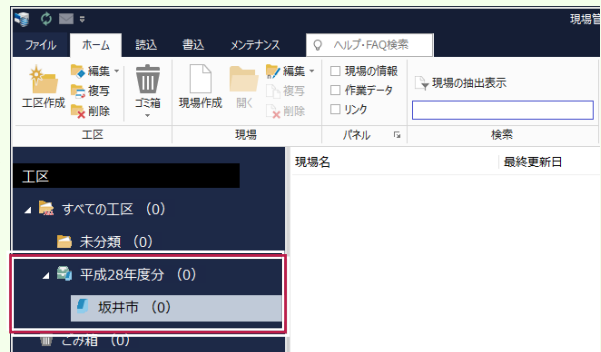 現場管
ファイル ホーム 読込 書込 メンテナンス ヘルプ・FAQ検索
工区作成 編集 複写 削除 ゴミ箱 現場作成 開く 編集 複写 削除 現場の情報 作業データ リンク 現場の抽出表示
工区 現場 パネル 検索
工区 現場名 最終更新日
すべての工区 (0)
未分類 (0)
平成28年度分 (0)
坂井市 (0)
ごみ箱 (0)